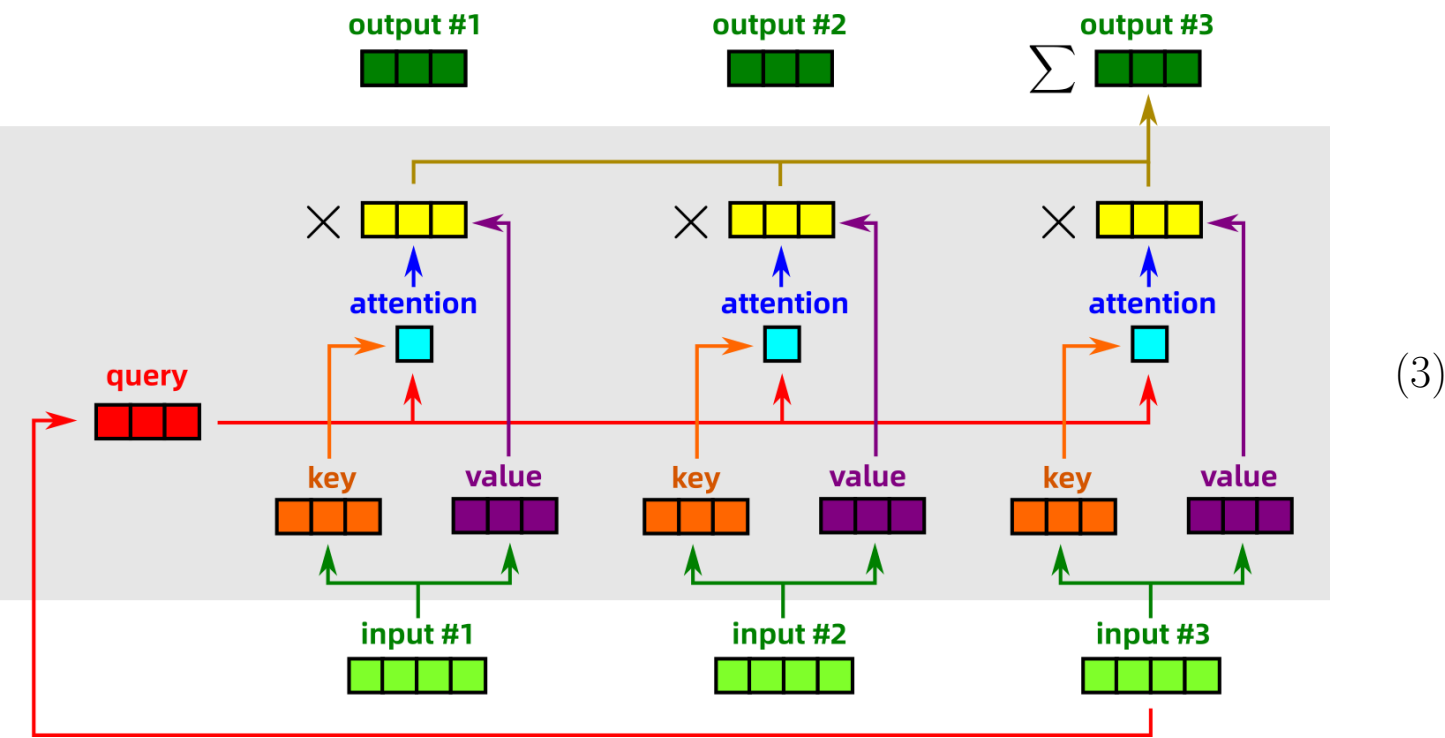 output #1 output #2 output #3
∑
× × ×
attention attention attention
query
(3)
key value key value key value
input #1 input #2 input #3